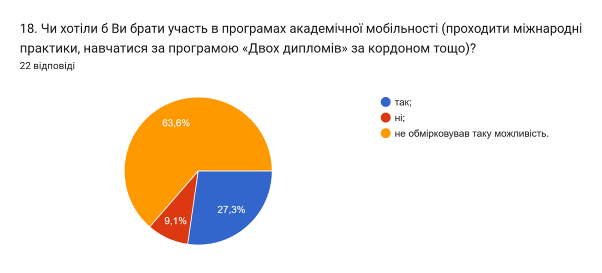 18. Чи хотіли б Ви брати участь в програмах академічної мобільності (проходити міжнародні
практики, навчатися за програмою «Двох дипломів» за кордоном тощо)?
22 відповіді
так;
ні;
не обмірковував таку можливість.
63,6%
9,1%
27,3%